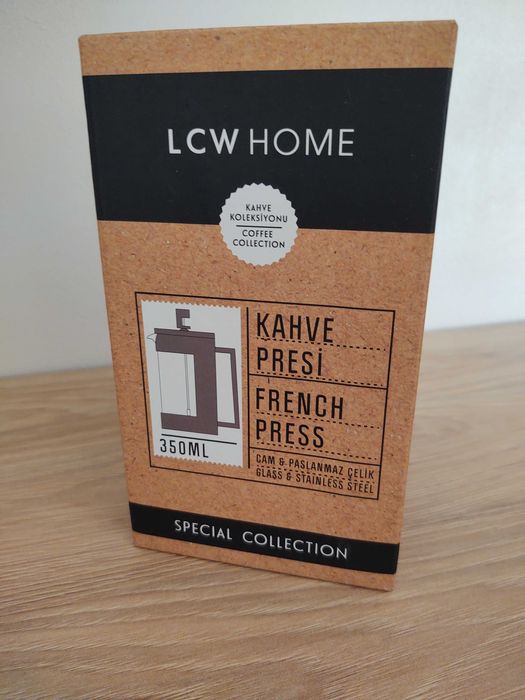 LCW HOME
KAHVE
KOLEKSİYONU
COFFEE
COLLECTION
350ML
KAHVE
PRESİ
FRENCH
PRESS
CAM & PASLANMAZ ÇELİK
GLASS & STAINLESS STEEL
SPECIAL COLLECTION